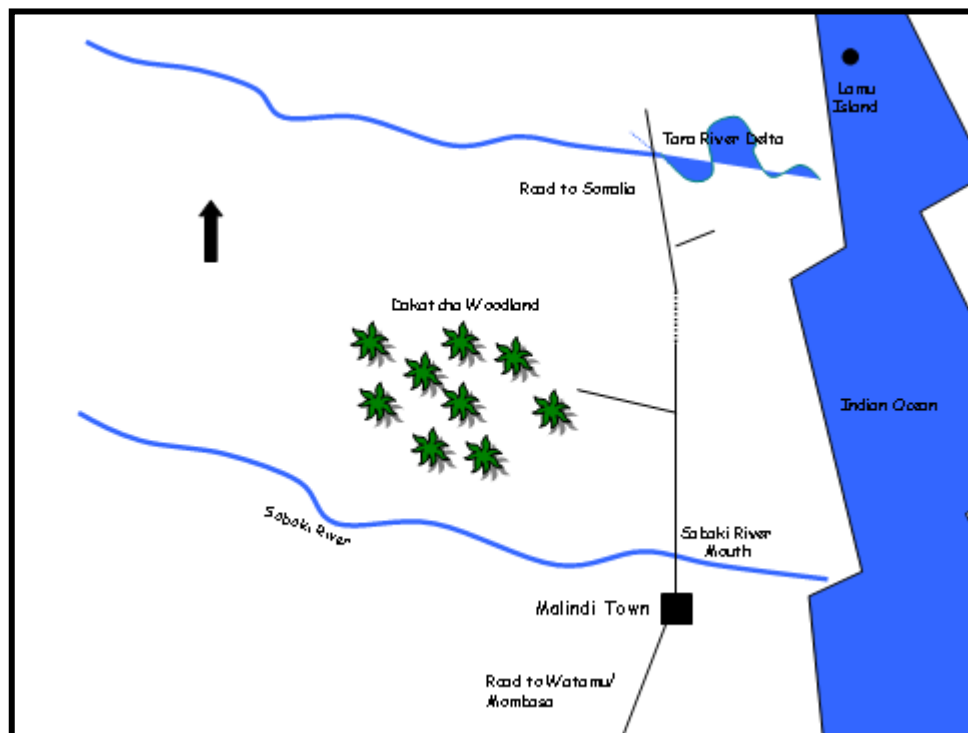 Lamu
Island
Tana River Delta
Road to Somalia
Dakatcha Woodland
Indian Ocean
Sabaki River
Sabaki River
Mouth
Malindi Town
Road to Watamu/
Mombasa